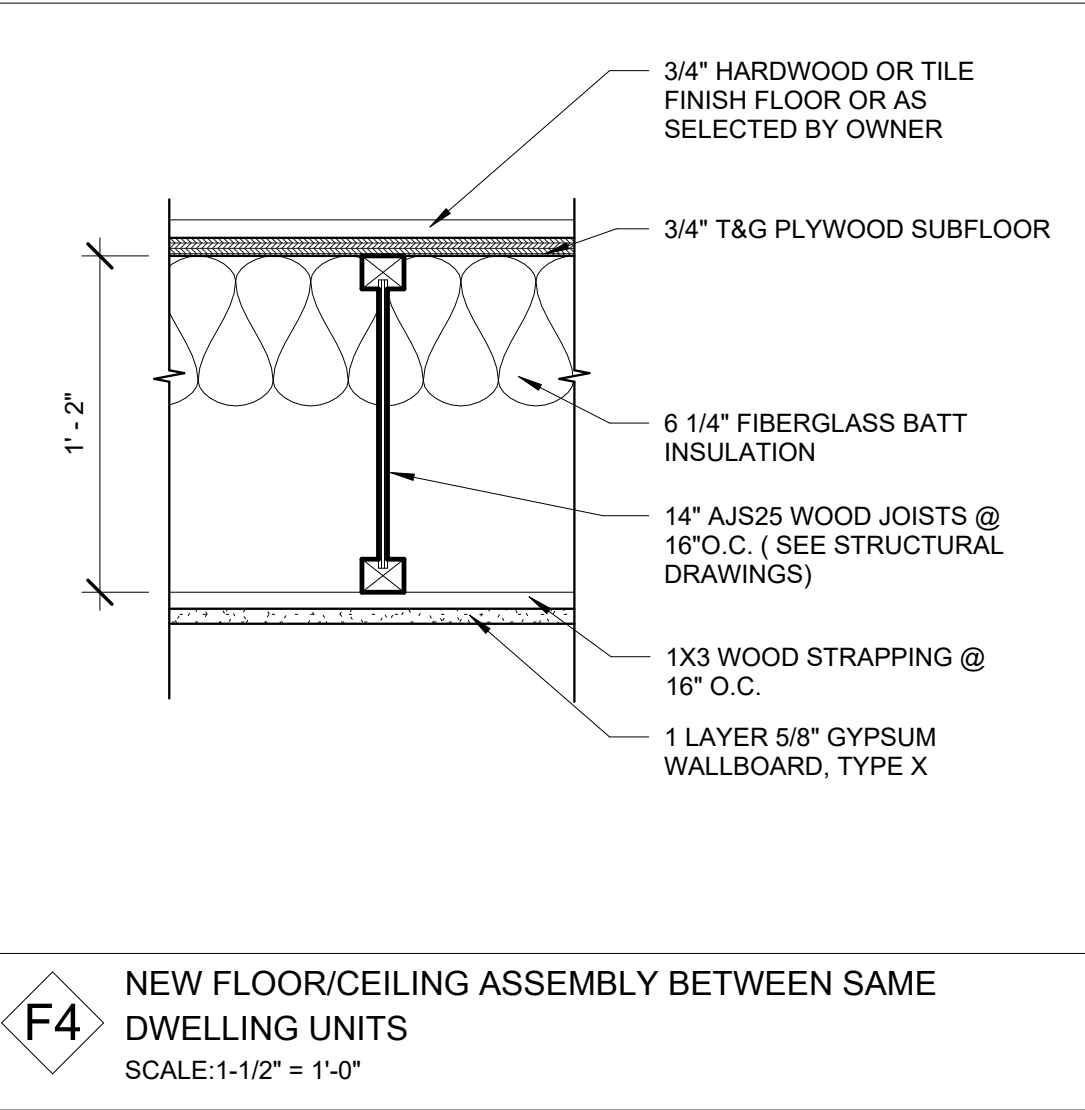 3/4" HARDWOOD OR TILE
FINISH FLOOR OR AS
SELECTED BY OWNER
3/4" T&G PLYWOOD SUBFLOOR
1' - 2"
6 1/4" FIBERGLASS BATT
INSULATION
14" AJS25 WOOD JOISTS @
16"O.C. ( SEE STRUCTURAL
DRAWINGS)
1X3 WOOD STRAPPING @
16" O.C.
1 LAYER 5/8" GYPSUM
WALLBOARD, TYPE X
F4
NEW FLOOR/CEILING ASSEMBLY BETWEEN SAME
DWELLING UNITS
SCALE:1-1/2" = 1'-0"